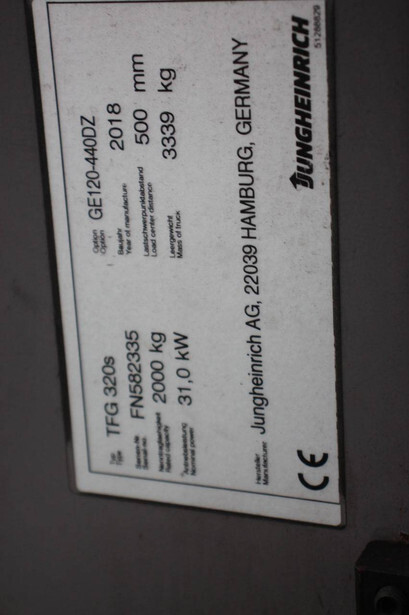 Typ
Type TFG 320s
Option
Option GE120-440DZ
Serien-Nr.
Serial-no. FN582335
Baujahr
Year of manufacture 2018
Nenntragfähigkeit
Rated capacity 2000 kg
Lastschwerpunktabstand
Load center distance 500 mm
Antriebsleistung
Nominal power 31,0 kW
Leergewicht
Mass of truck 3339 kg
Hersteller
Manufacturer Jungheinrich AG, 22039 HAMBURG, GERMANY
CE
JUNGHEINRICH
51288829